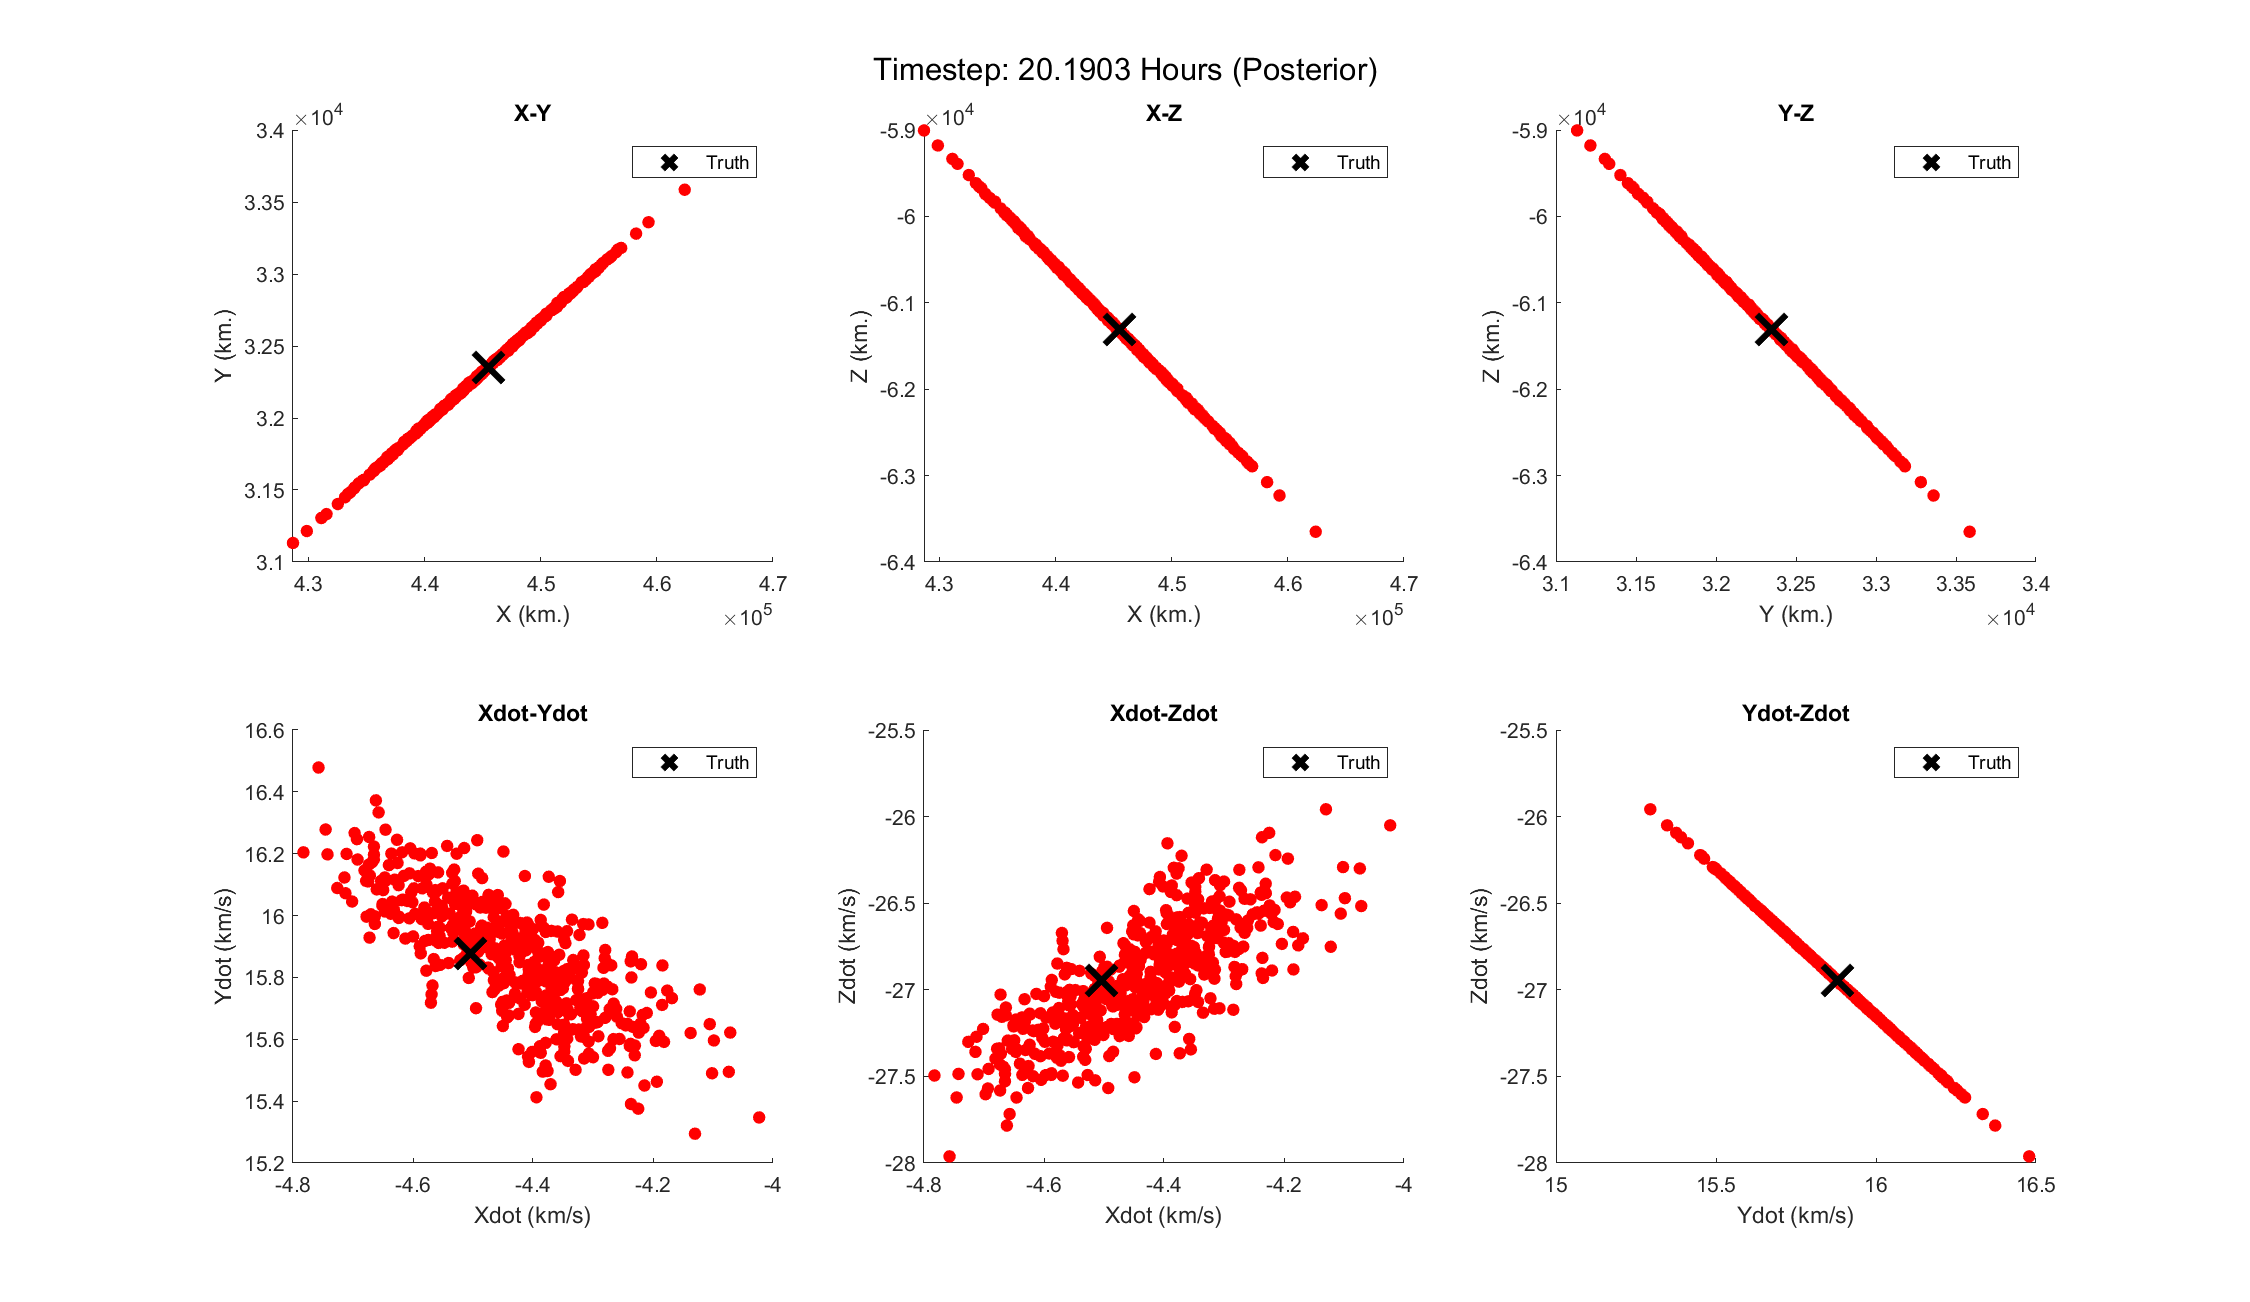 Timestep: 20.1903 Hours (Posterior)
X-Y
×10^4
3.4
3.35
3.3
3.25
3.2
3.15
3.1
Y (km.)
Truth
4.3 4.4 4.5 4.6 4.7
X (km.)
×10^5
X-Z
×10^4
-5.9
-6
-6.1
-6.2
-6.3
-6.4
Z (km.)
Truth
4.3 4.4 4.5 4.6 4.7
X (km.)
×10^5
Y-Z
×10^4
-5.9
-6
-6.1
-6.2
-6.3
-6.4
Z (km.)
Truth
3.1 3.15 3.2 3.25 3.3 3.35 3.4
Y (km.)
×10^4
Xdot-Ydot
16.6
16.4
16.2
16
15.8
15.6
15.4
15.2
Ydot (km/s)
Truth
-4.8 -4.6 -4.4 -4.2 -4
Xdot (km/s)
Xdot-Zdot
-25.5
-26
-26.5
-27
-27.5
-28
Zdot (km/s)
Truth
-4.8 -4.6 -4.4 -4.2 -4
Xdot (km/s)
Ydot-Zdot
-25.5
-26
-26.5
-27
-27.5
-28
Zdot (km/s)
Truth
15 15.5 16 16.5
Ydot (km/s)